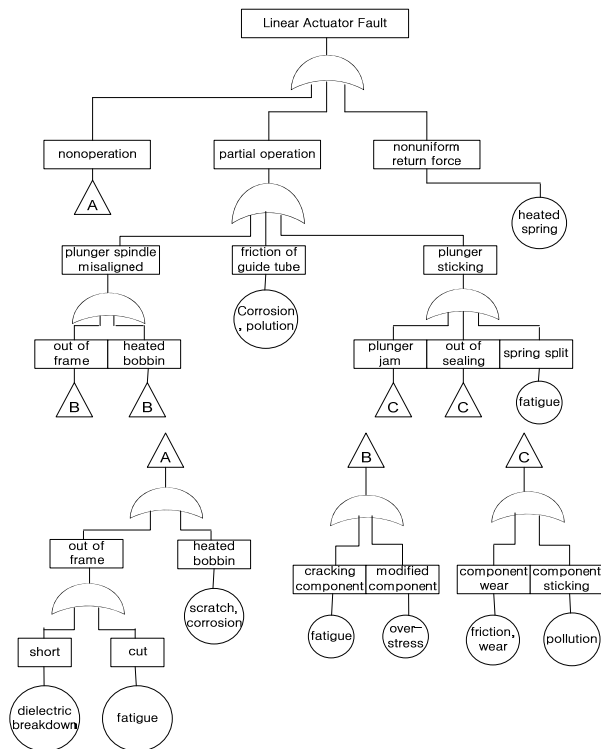 Linear Actuator Fault
nonoperation
partial operation
nonuniform
return force
A
heated
spring
plunger spindle
misaligned
friction of
guide tube
plunger
sticking
Corrosion
, polution
out of
frame
heated
bobbin
plunger
jam
out of
sealing
spring split
B
B
C
C
fatigue
A
B
C
out of
frame
heated
bobbin
cracking
component
modified
component
component
wear
component
sticking
scratch,
corrosion
fatigue
over-
stress
friction,
wear
pollution
short
cut
dielectric
breakdown
fatigue